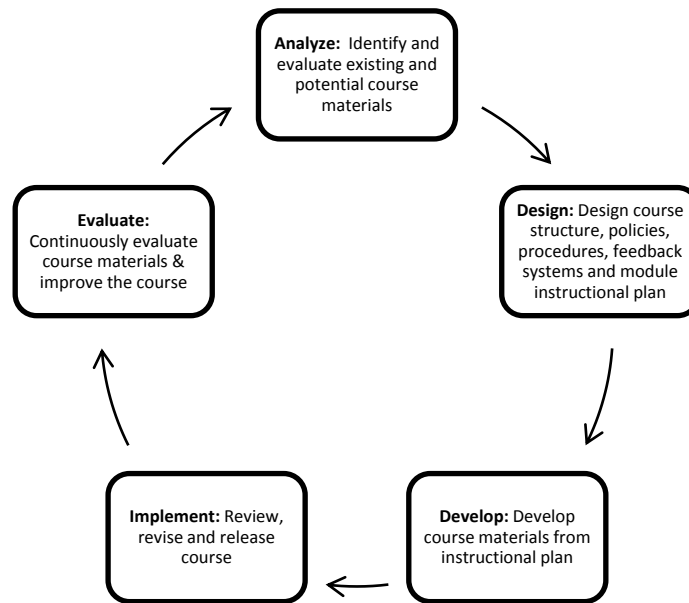 Analyze: Identify and
evaluate existing and
potential course
materials
Design: Design course
structure, policies,
procedures, feedback
systems and module
instructional plan
Develop: Develop
course materials from
instructional plan
Implement: Review,
revise and release
course
Evaluate:
Continuously evaluate
course materials &
improve the course